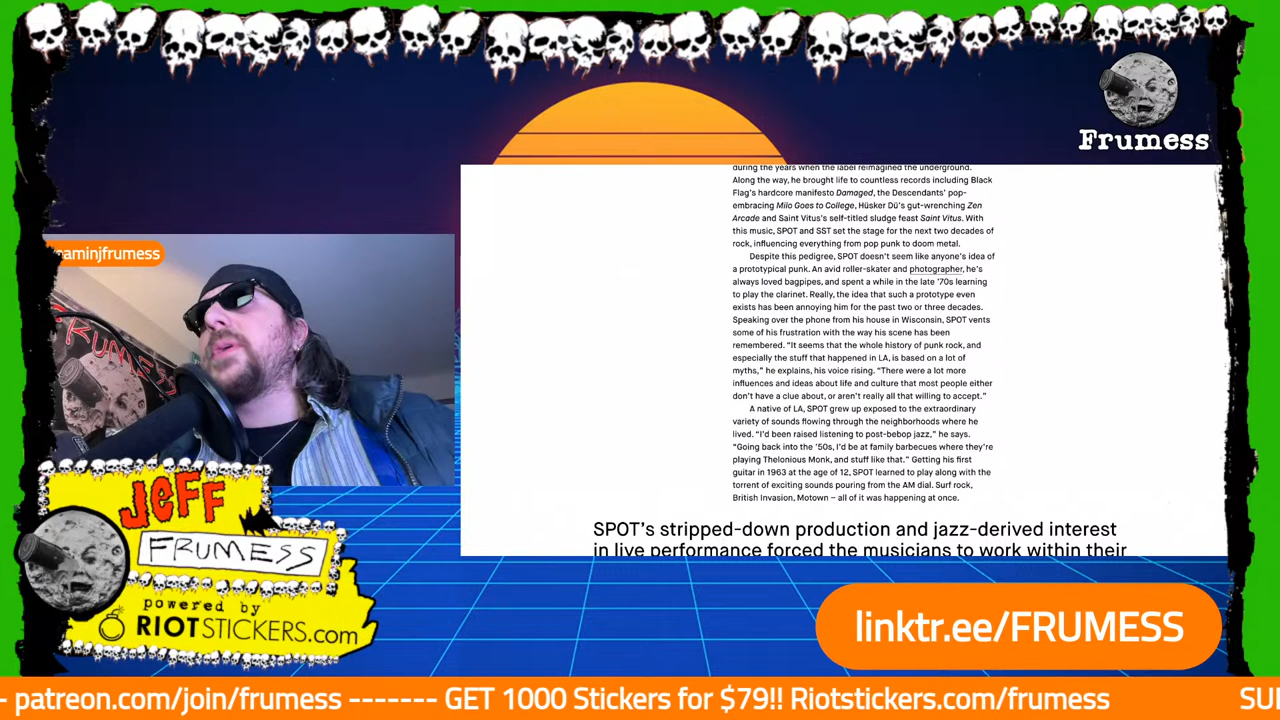 Frumess
during the years when the label reimagined the underground.
Along the way, he brought life to countless records including Black
Flag's hardcore manifesto Damaged, the Descendants' pop-
embracing Milo Goes to College, Hüsker Dü's gut-wrenching Zen
Arcade and Saint Vitus's self-titled sludge feast Saint Vitus. With
this music, SPOT and SST set the stage for the next two decades of
rock, influencing everything from pop punk to doom metal.
Despite this pedigree, SPOT doesn't seem like anyone's idea of
a prototypical punk. An avid roller-skater and photographer, he's
always loved bagpipes, and spent a while in the late '70s learning
to play the clarinet. Really, the idea that such a prototype even
exists has been annoying him for the past two or three decades.
Speaking over the phone from his house in Wisconsin, SPOT vents
some of his frustration with the way his scene has been
remembered. "It seems that the whole history of punk rock, and
especially the stuff that happened in LA, is based on a lot of
myths," he explains, his voice rising. "There were a lot more
influences and ideas about life and culture that most people either
don't have a clue about, or aren't really all that willing to accept."
A native of LA, SPOT grew up exposed to the extraordinary
variety of sounds flowing through the neighborhoods where he
lived. "I'd been raised listening to post-bebop jazz," he says.
"Going back into the '50s, I'd be at family barbecues where they're
playing Thelonious Monk, and stuff like that." Getting his first
guitar in 1963 at the age of 12, SPOT learned to play along with the
torrent of exciting sounds pouring from the AM dial. Surf rock,
British Invasion, Motown – all of it was happening at once.
SPOT's stripped-down production and jazz-derived interest
in live performance forced the musicians to work within their
aminjfrumess
FRUMESS
JEFF
FRUMESS
powered by
RIOTSTICKERS.com
linktr.ee/FRUMESS
- patreon.com/join/frumess ------- GET 1000 Stickers for $79!! Riotstickers.com/frumess SU